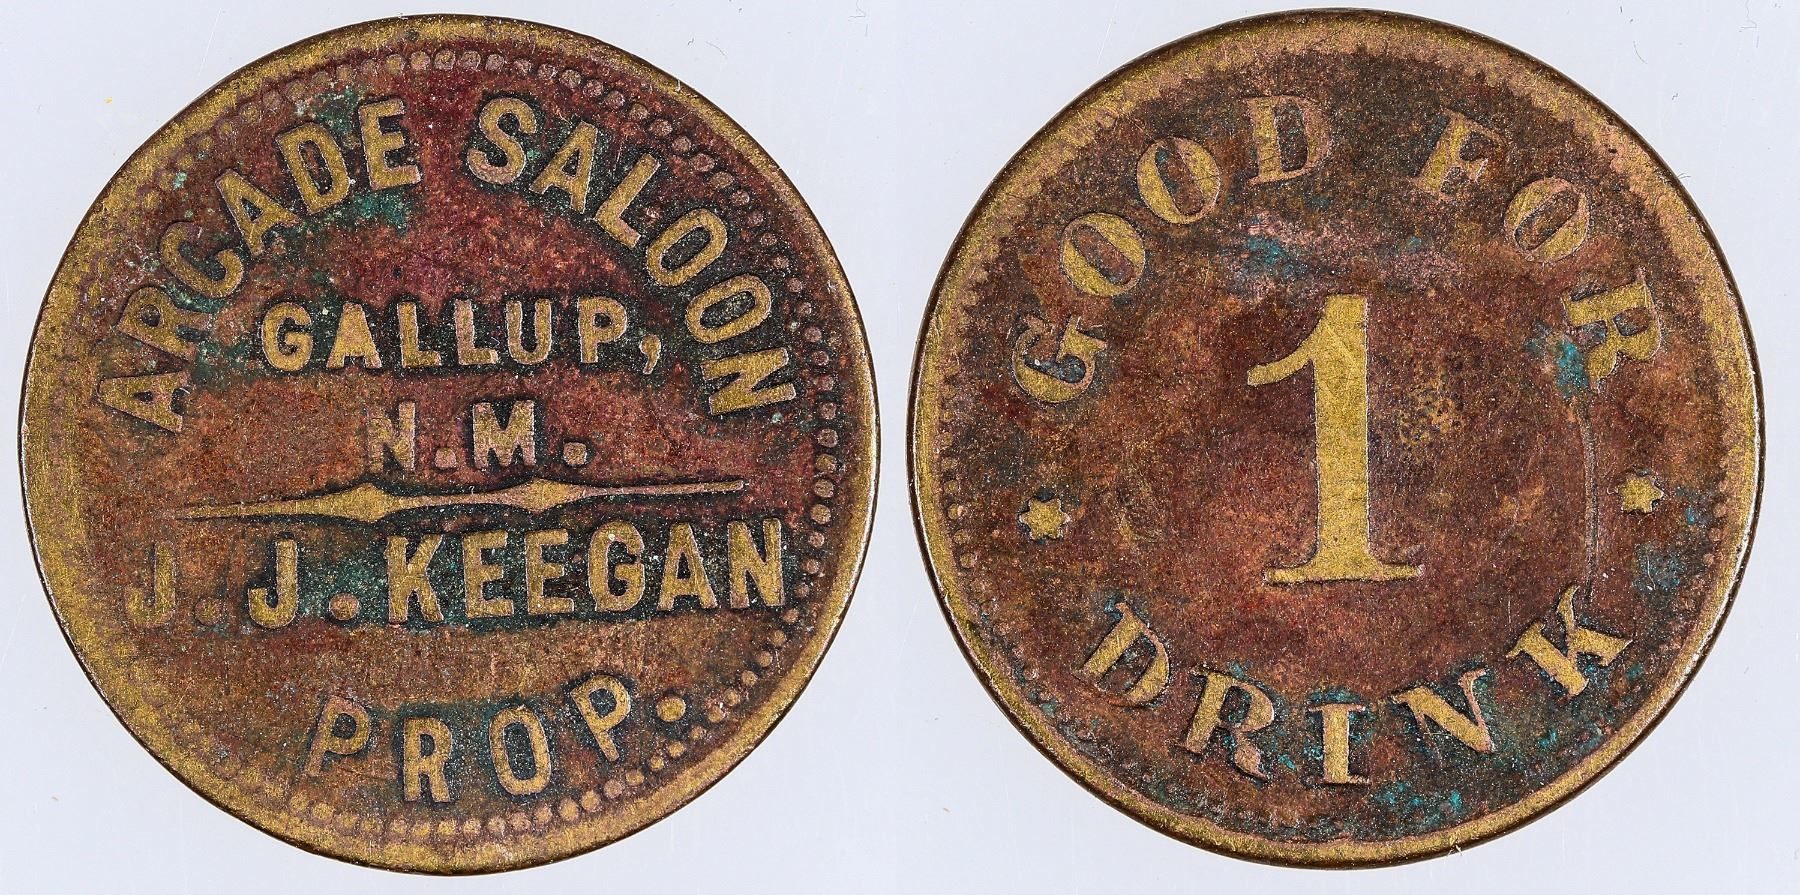 ARCADE SALOON
GALLUP,
N.M.
J.J.KEEGAN
PROP.
GOOD FOR
1
DRINK